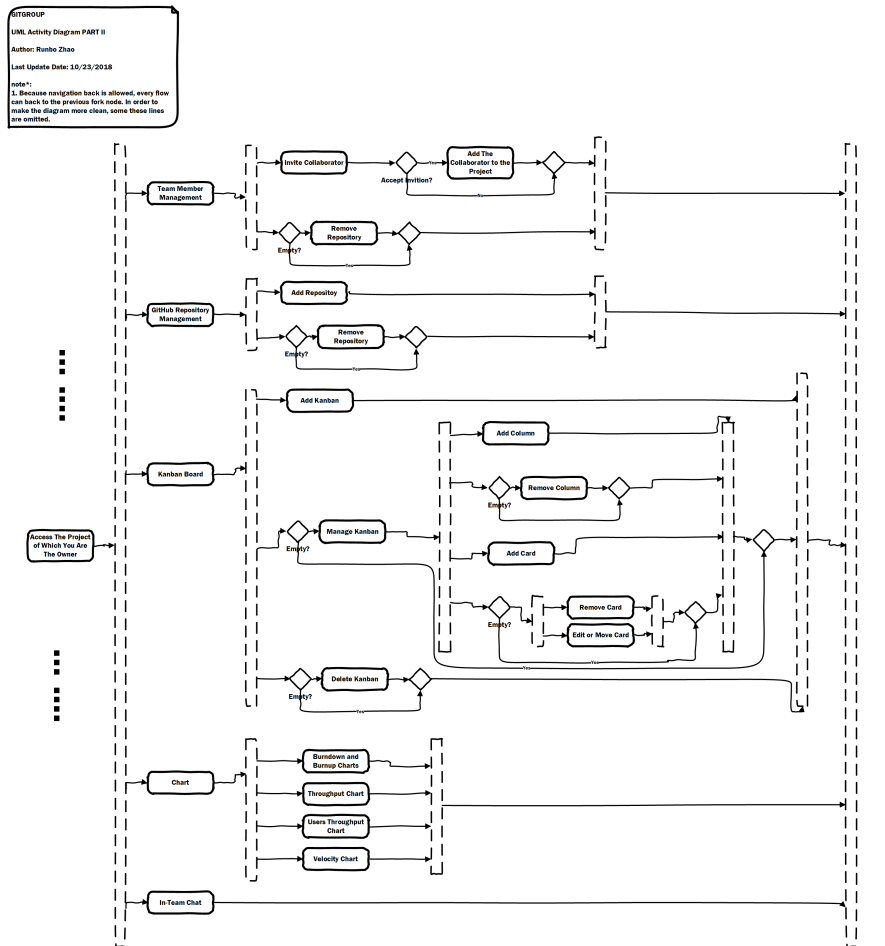 GITGROUP
UML Activity Diagram PART II
Author: Runbo Zhao
Last Update Date: 10/23/2018
note*:
1. Because navigation back is allowed, every flow
can back to the previous fork node. In order to
make the diagram more clean, some these lines
are omitted.
Team Member
Management
Invite Collaborator
Accept Invition?
Yes
Add The
Collaborator to the
Project
No
Empty?
Remove
Repository
Yes
GitHub Repository
Management
Add Repositoy
Empty?
Remove
Repository
Yes
Kanban Board
Add Kanban
Add Column
Empty?
Remove Column
Access The Project
of Which You Are
The Owner
Empty?
Manage Kanban
Add Card
Empty?
Remove Card
Edit or Move Card
Yes
Yes
Empty?
Delete Kanban
Yes
Chart
Burndown and
Burnup Charts
Throughput Chart
Users Throughput
Chart
Velocity Chart
In-Team Chat